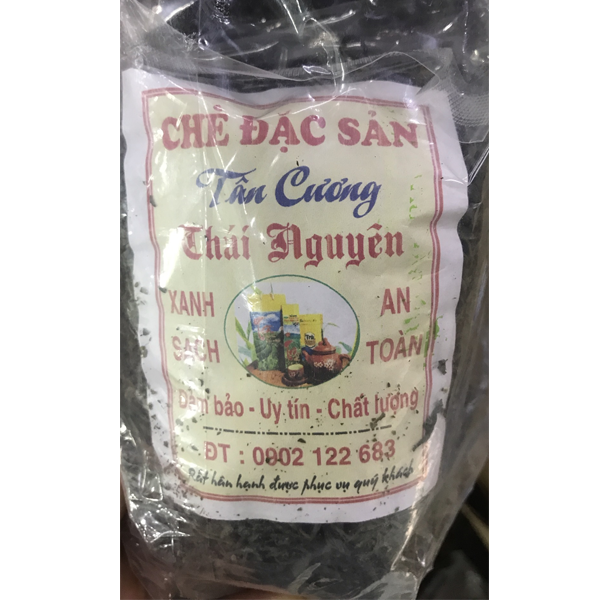 CHÈ ĐẶC SẢN
Tân Cương
Thái Nguyên
XANH AN
SẠCH TOÀN
Đảm bảo - Uy tín - Chất lượng
ĐT : 0902 122 683
Rất hân hạnh được phục vụ quý khách